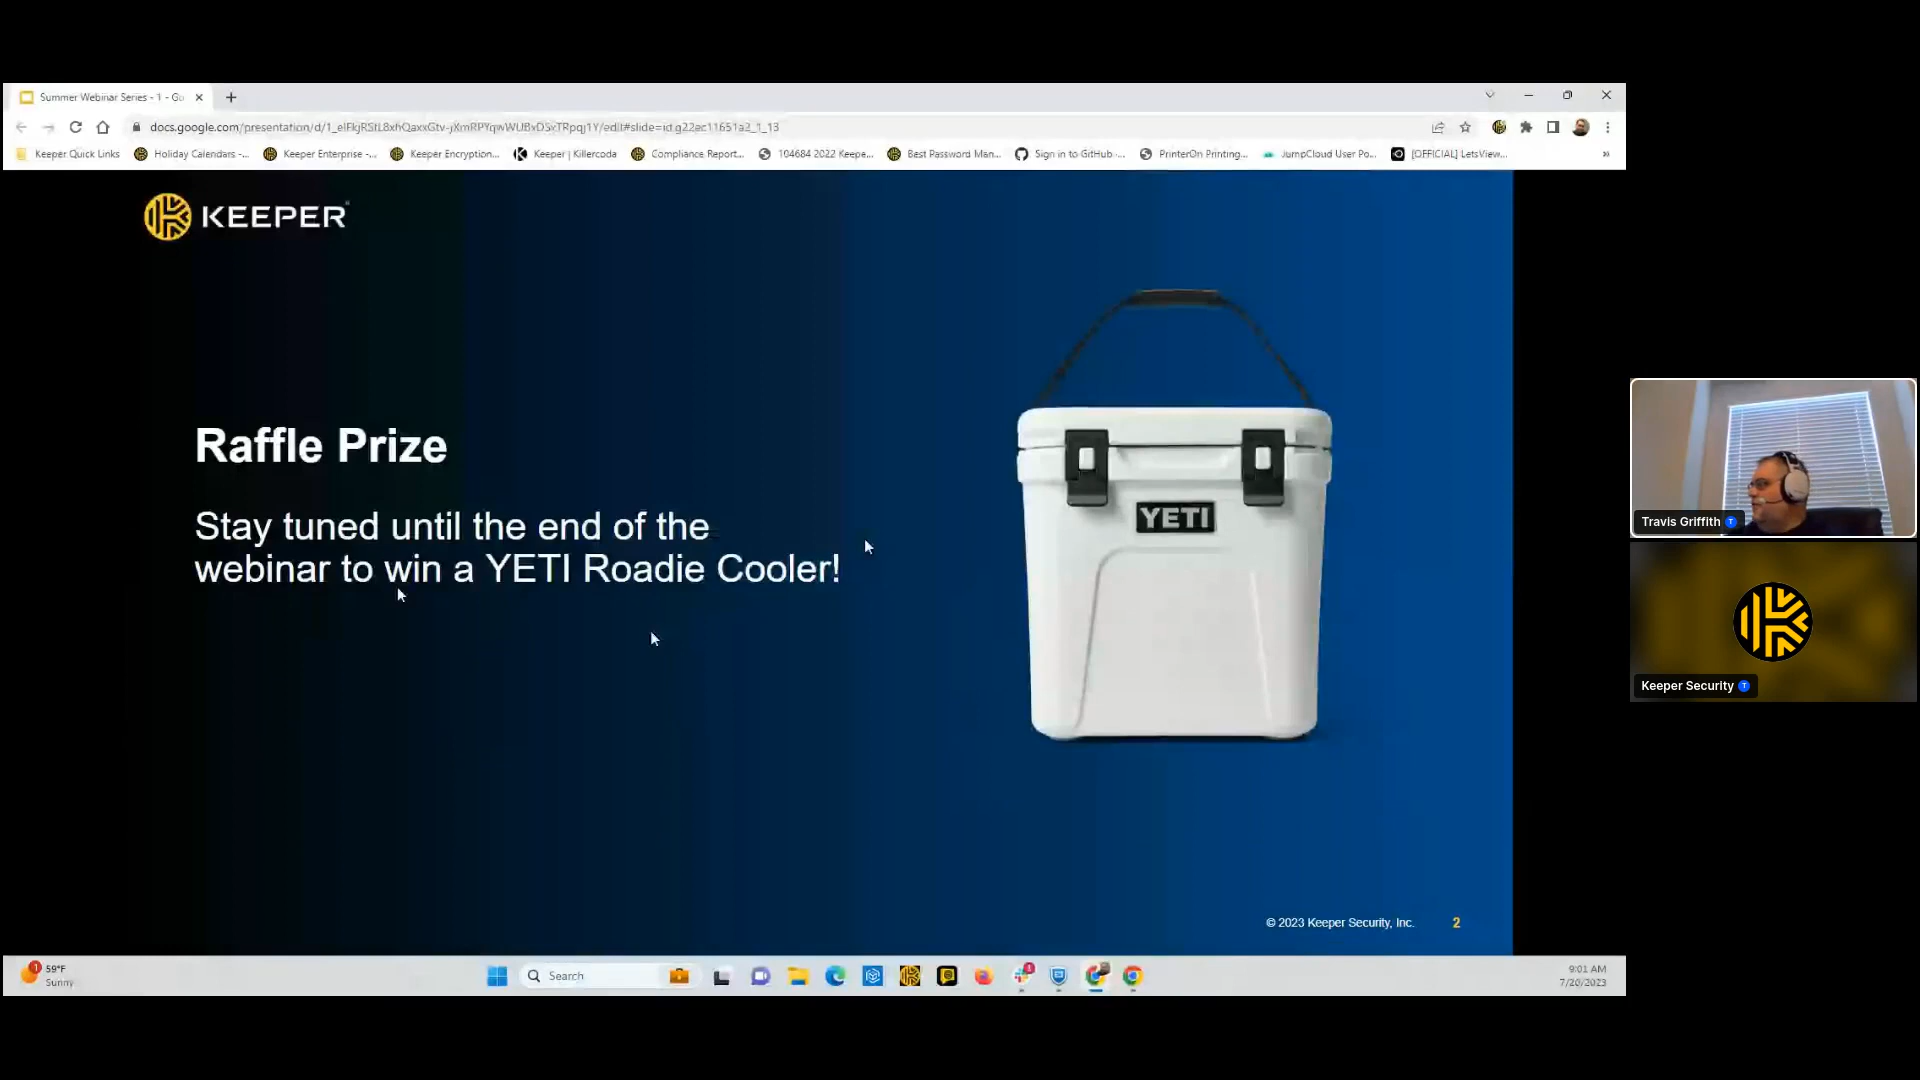 Summer Webinar Series - 1 - Go
Keeper Quick Links
Holiday Calendars -...
Keeper Enterprise -...
Keeper Encryption...
Keeper | Killercoda
Compliance Report...
104684 2022 Keepe...
Best Password Man...
Sign in to GitHub ·...
PrinterOn Printing...
JumpCloud User Po...
[OFFICIAL] LetsView...
»
KEEPER
Raffle Prize
Stay tuned until the end of the
webinar to win a YETI Roadie Cooler!
YETI
Travis Griffith
Keeper Security
© 2023 Keeper Security, Inc.
2
1
59°F
Sunny
Search
1
9:01 AM
7/20/2023